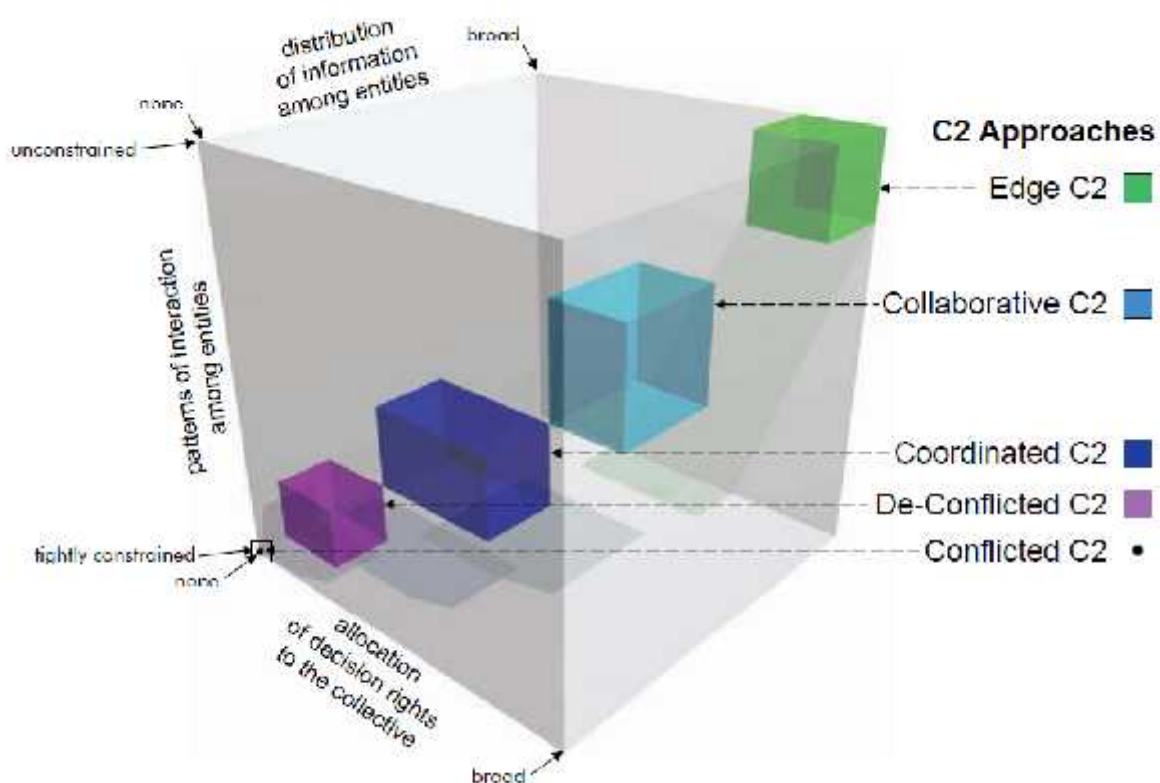 distribution
of information
among entities
broad
none
unconstrained
C2 Approaches
Edge C2
Collaborative C2
patterns of interaction
among entities
Coordinated C2
De-Conflicted C2
tightly constrained
Conflicted C2
none
allocation
of decision rights
to the collective
broad